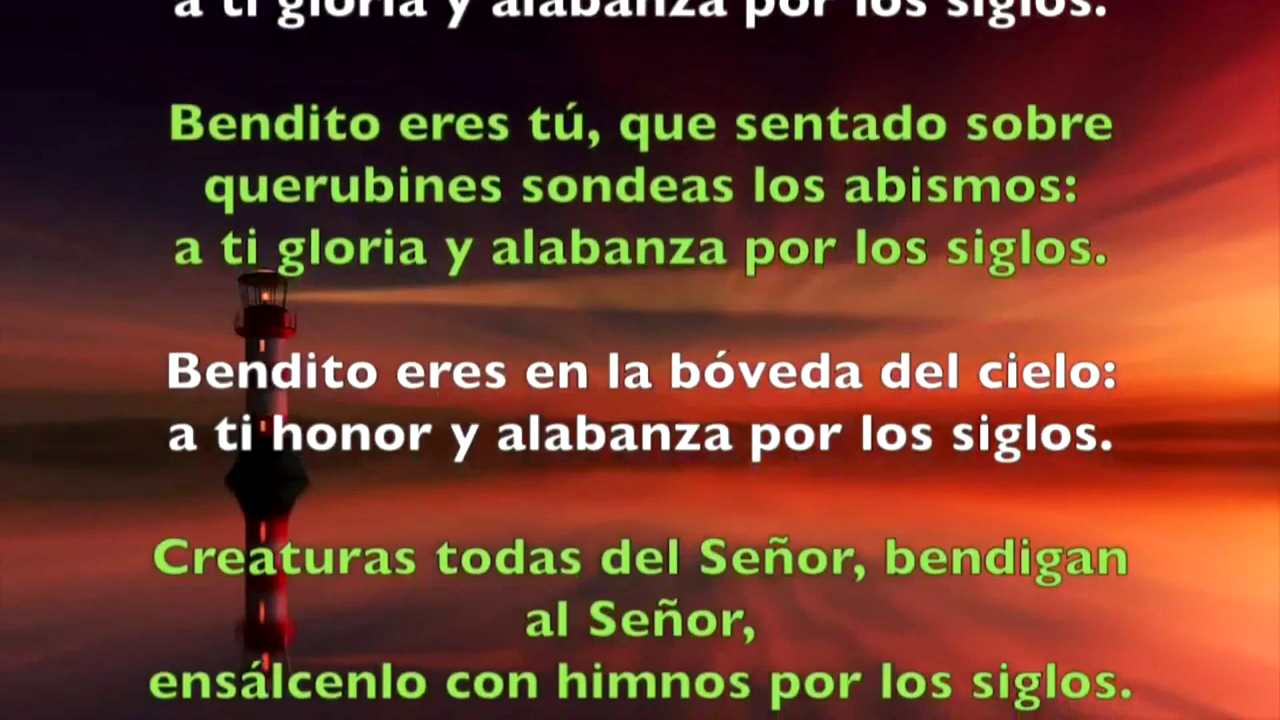 a ti gloria y alabanza por los siglos.
Bendito eres tú, que sentado sobre
querubines sondeas los abismos:
a ti gloria y alabanza por los siglos.
Bendito eres en la bóveda del cielo:
a ti honor y alabanza por los siglos.
Creaturas todas del Señor, bendigan
al Señor,
ensálcenlo con himnos por los siglos.